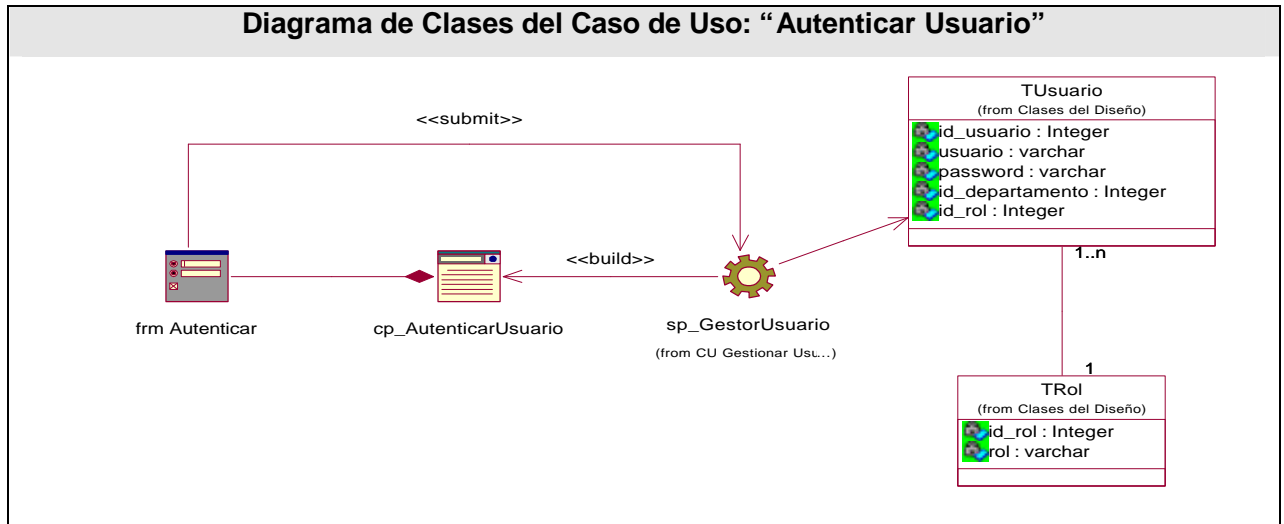 Diagrama de Clases del Caso de Uso: “Autenticar Usuario”
<<submit>>
TUsuario
(from Clases del Diseño)
id_usuario : Integer
usuario : varchar
password : varchar
id_departamento : Integer
id_rol : Integer
1..n
<<build>>
frm Autenticar
cp_AutenticarUsuario
sp_GestorUsuario
(from CU Gestionar Usu...)
1
TRol
(from Clases del Diseño)
id_rol : Integer
rol : varchar